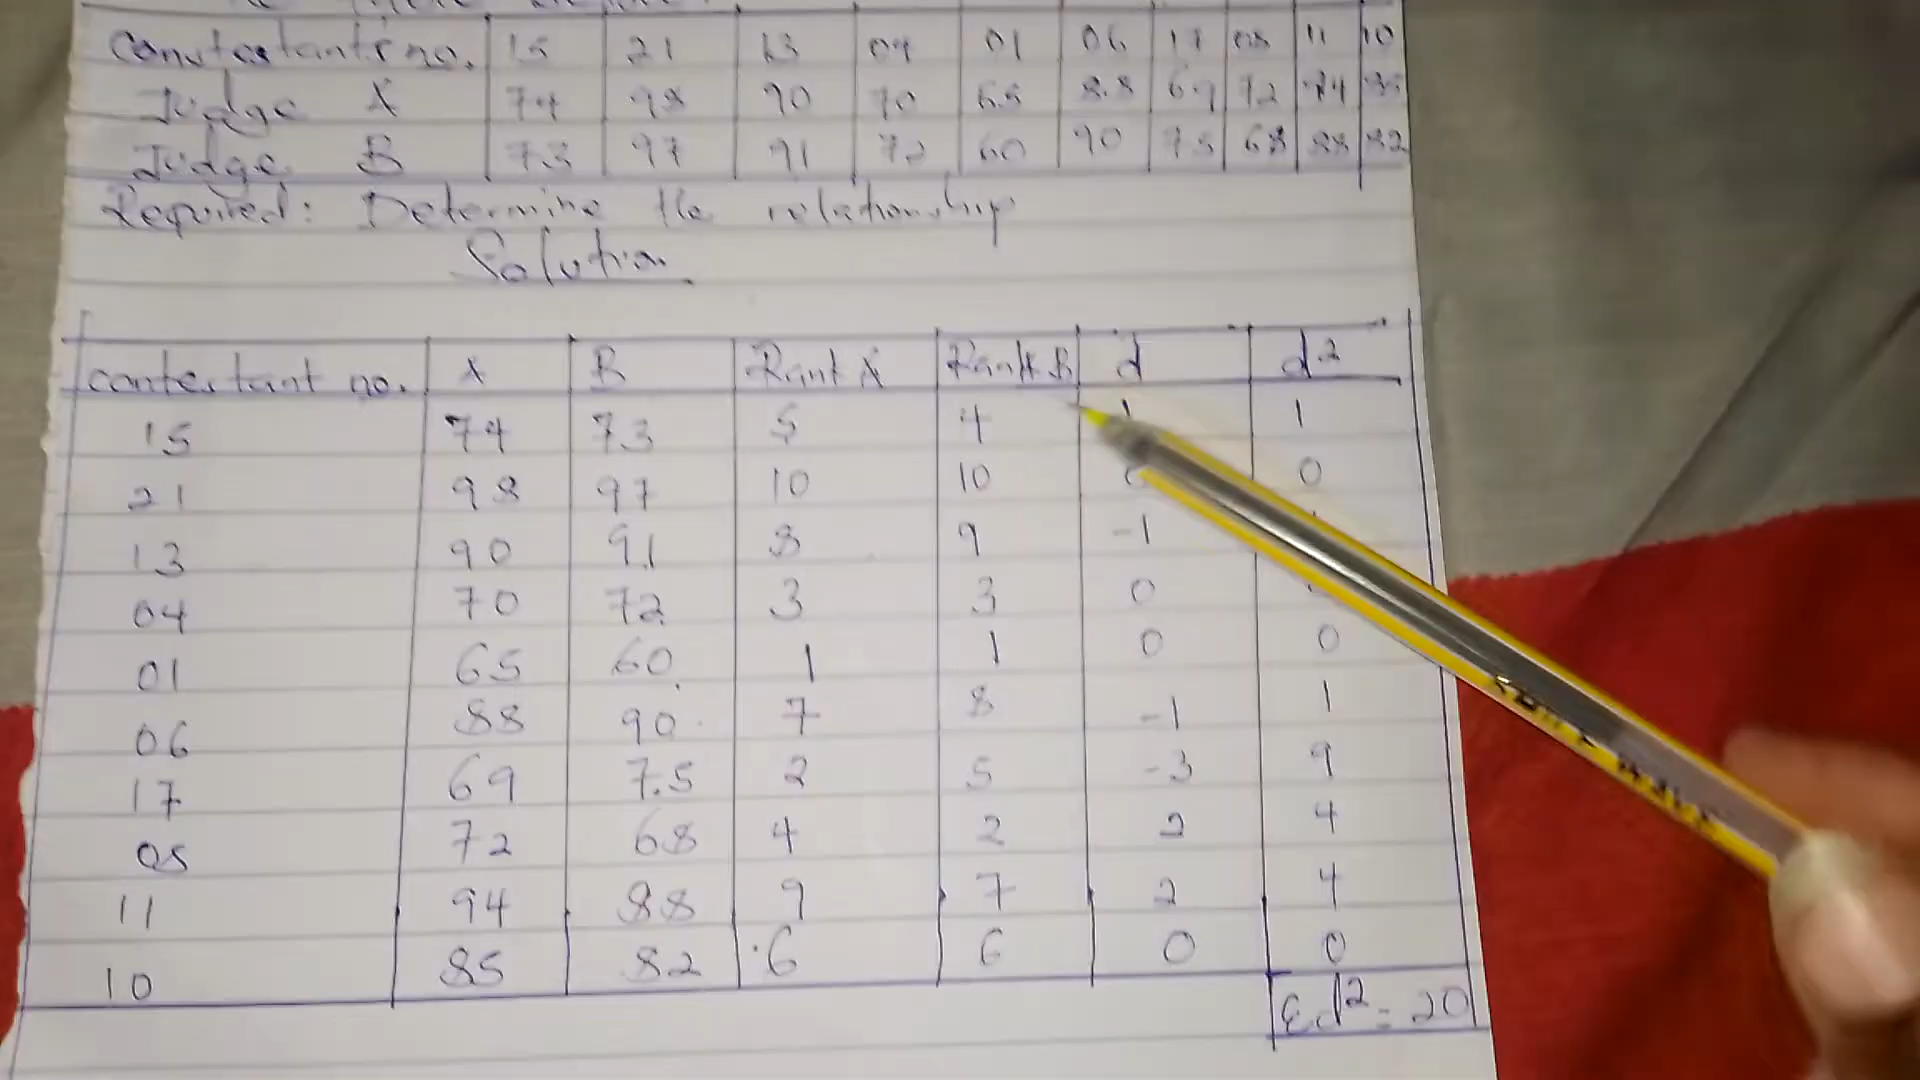 Conutestants no. 15 21 13 04 01 06 17 05 11 10
Judge A 74 98 90 70 65 88 69 72 94
Judge B 73 97 91 72 60 90 75 68 88 82
Required: Determine the relationship
Solution
contestant no. A B Rank A Rank B d d²
15 74 73 5 4 1 1
21 98 97 10 10 0
13 90 91 8 9 -1
04 70 72 3 3 0
01 65 60 1 1 0 0
06 88 90 7 8 -1 1
17 69 75 2 5 -3 9
05 72 68 4 2 2 4
11 94 88 9 7 2 4
10 85 82 6 6 0 0
Ed² = 20